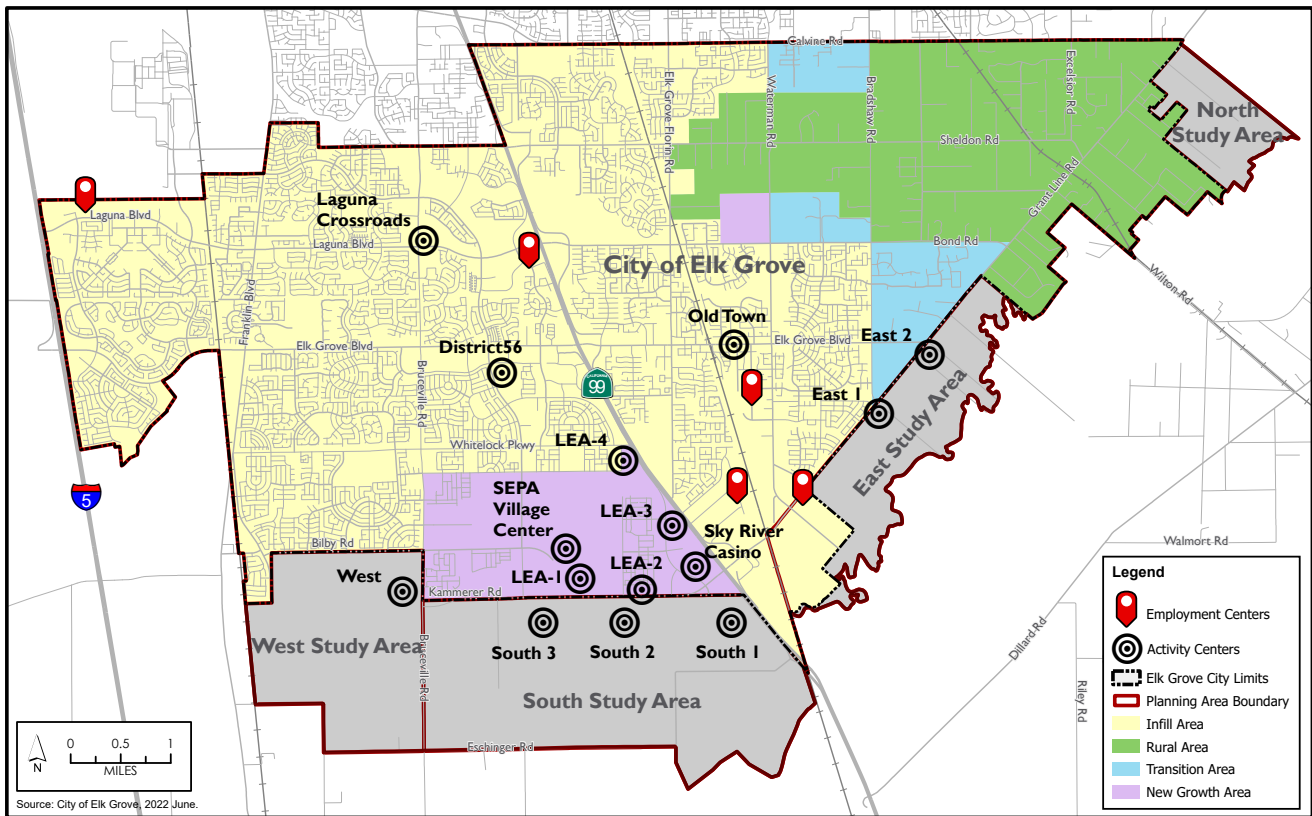 Calvine Rd
Elk Grove Florin Rd
Waterman Rd
Bradshaw Rd
Excelsior Rd
North
Study Area
Sheldon Rd
Grant Line Rd
Laguna Blvd
Laguna
Crossroads
Laguna Blvd
Bond Rd
City of Elk Grove
Wilton Rd
Franklin Blvd
Old Town
Elk Grove Blvd
Elk Grove Blvd
East 2
District56
Bruceville Rd
CALIFORNIA
99
East 1
East Study Area
Whitelock Pkwy
LEA-4
5
SEPA
Village
Center
LEA-3
Sky River
Casino
Bilby Rd
Walmort Rd
West
LEA-1
LEA-2
Kammerer Rd
West Study Area
Bruceville Rd
South 3
South 2
South 1
South Study Area
Dillard Rd
Riley Rd
Eschinger Rd
Legend
Employment Centers
Activity Centers
Elk Grove City Limits
Planning Area Boundary
Infill Area
Rural Area
Transition Area
New Growth Area
N
0 0.5 1
MILES
Source: City of Elk Grove, 2022 June.